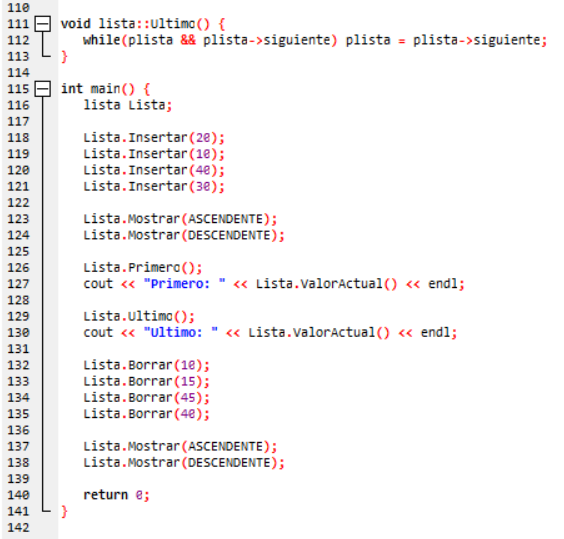 110
111 void lista::Ultimo() {
112 while(plista && plista->siguiente) plista = plista->siguiente;
113 }
114
115 int main() {
116 lista Lista;
117
118 Lista.Insertar(20);
119 Lista.Insertar(10);
120 Lista.Insertar(40);
121 Lista.Insertar(30);
122
123 Lista.Mostrar(ASCENDENTE);
124 Lista.Mostrar(DESCENDENTE);
125
126 Lista.Primero();
127 cout << "Primero: " << Lista.ValorActual() << endl;
128
129 Lista.Ultimo();
130 cout << "Ultimo: " << Lista.ValorActual() << endl;
131
132 Lista.Borrar(10);
133 Lista.Borrar(15);
134 Lista.Borrar(45);
135 Lista.Borrar(40);
136
137 Lista.Mostrar(ASCENDENTE);
138 Lista.Mostrar(DESCENDENTE);
139
140 return 0;
141 }
142